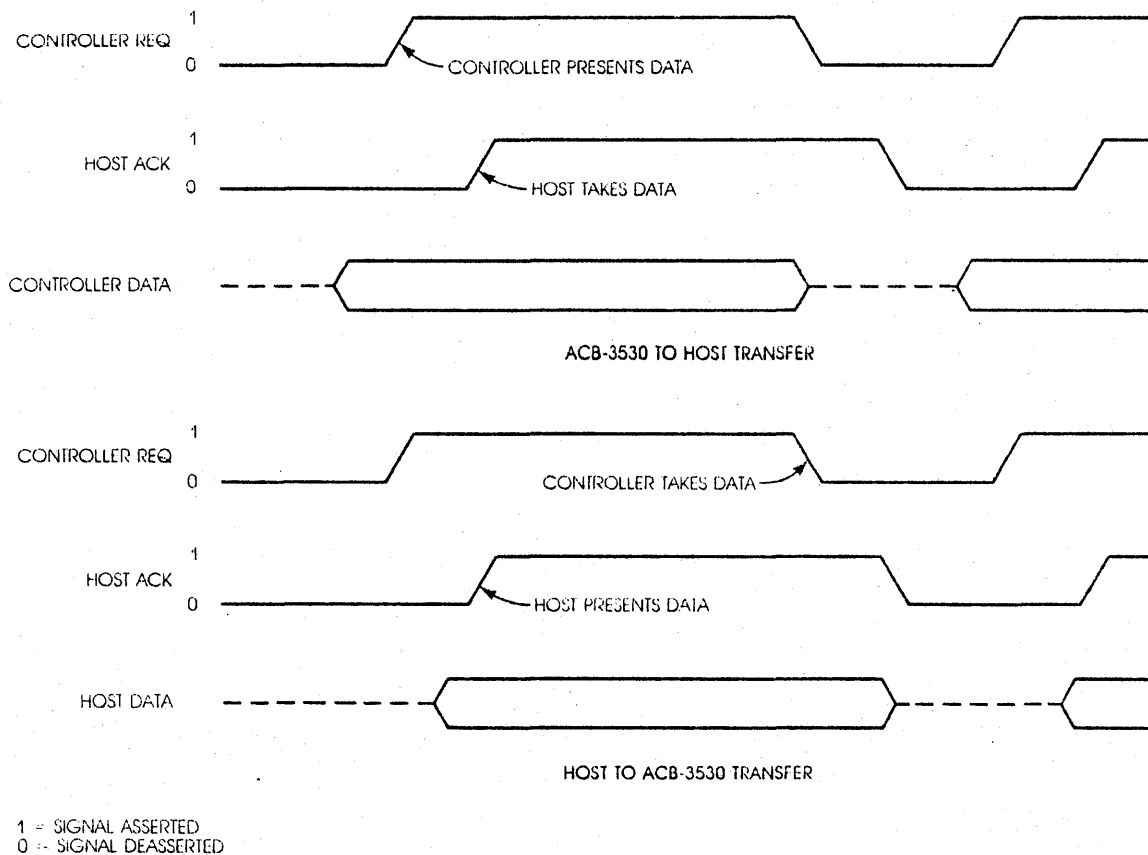 1
CONTROLLER REQ
0
CONTROLLER PRESENTS DATA
1
HOST ACK
0
HOST TAKES DATA
CONTROLLER DATA
ACB-3530 TO HOST TRANSFER
1
CONTROLLER REQ
0
CONTROLLER TAKES DATA
1
HOST ACK
0
HOST PRESENTS DATA
HOST DATA
HOST TO ACB-3530 TRANSFER
1 = SIGNAL ASSERTED
0 = SIGNAL DEASSERTED